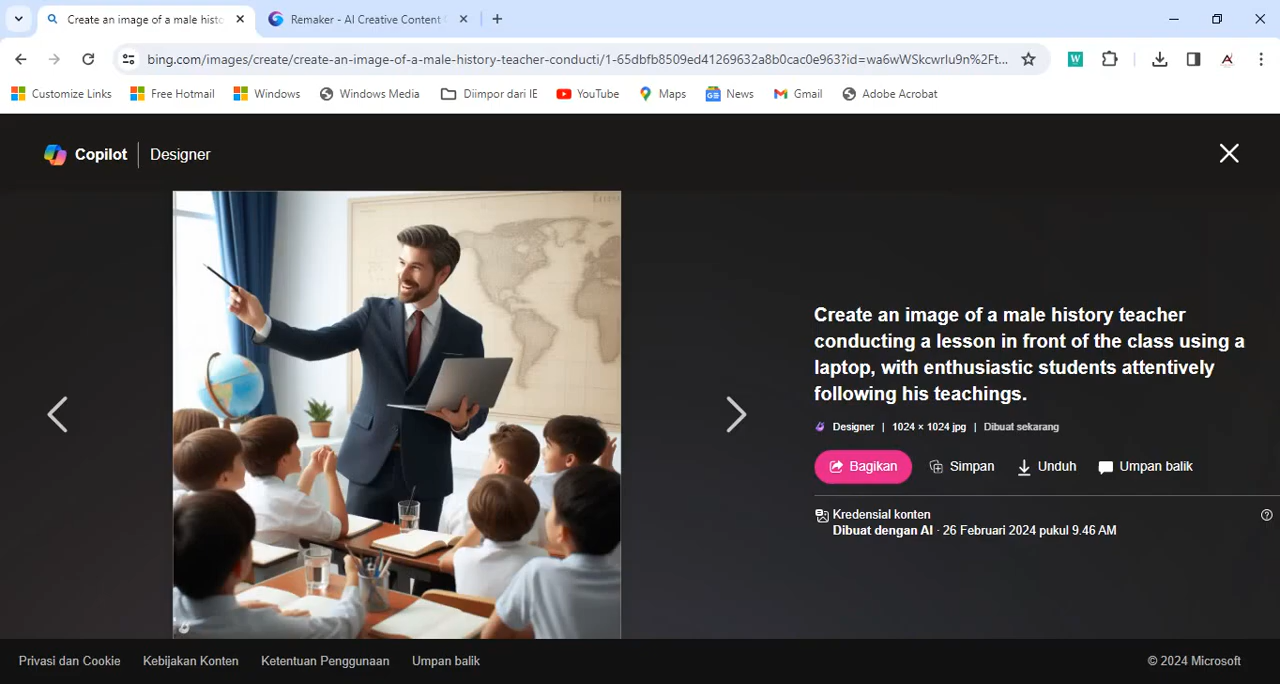 Create an image of a male histo
Remaker - AI Creative Content
bing.com/images/create/create-an-image-of-a-male-history-teacher-conducti/1-65dbfb8509ed41269632a8b0cac0e963?id=wa6wWSkcwrlu9n%2Ft...
Customize Links
Free Hotmail
Windows
Windows Media
Diimpor dari IE
YouTube
Maps
News
Gmail
Adobe Acrobat
Copilot
Designer
Create an image of a male history teacher
conducting a lesson in front of the class using a
laptop, with enthusiastic students attentively
following his teachings.
Designer | 1024 × 1024 jpg | Dibuat sekarang
Bagikan
Simpan
Unduh
Umpan balik
Kredensial konten
Dibuat dengan AI · 26 Februari 2024 pukul 9.46 AM
Privasi dan Cookie
Kebijakan Konten
Ketentuan Penggunaan
Umpan balik
© 2024 Microsoft